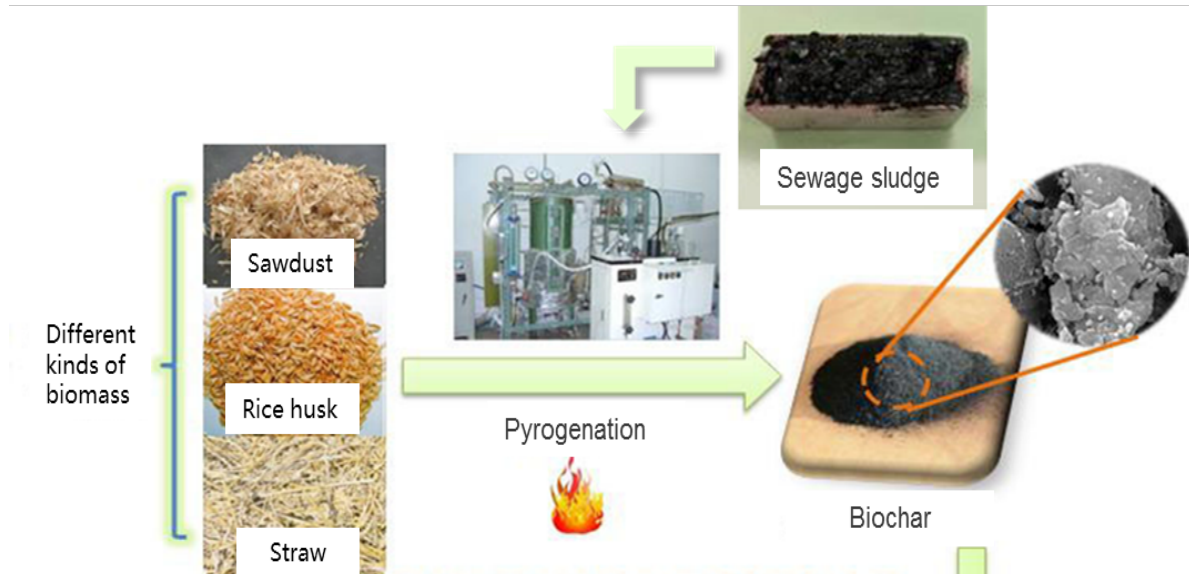 Sewage sludge
Sawdust
Different
kinds of
biomass
Rice husk
Pyrogenation
Biochar
Straw